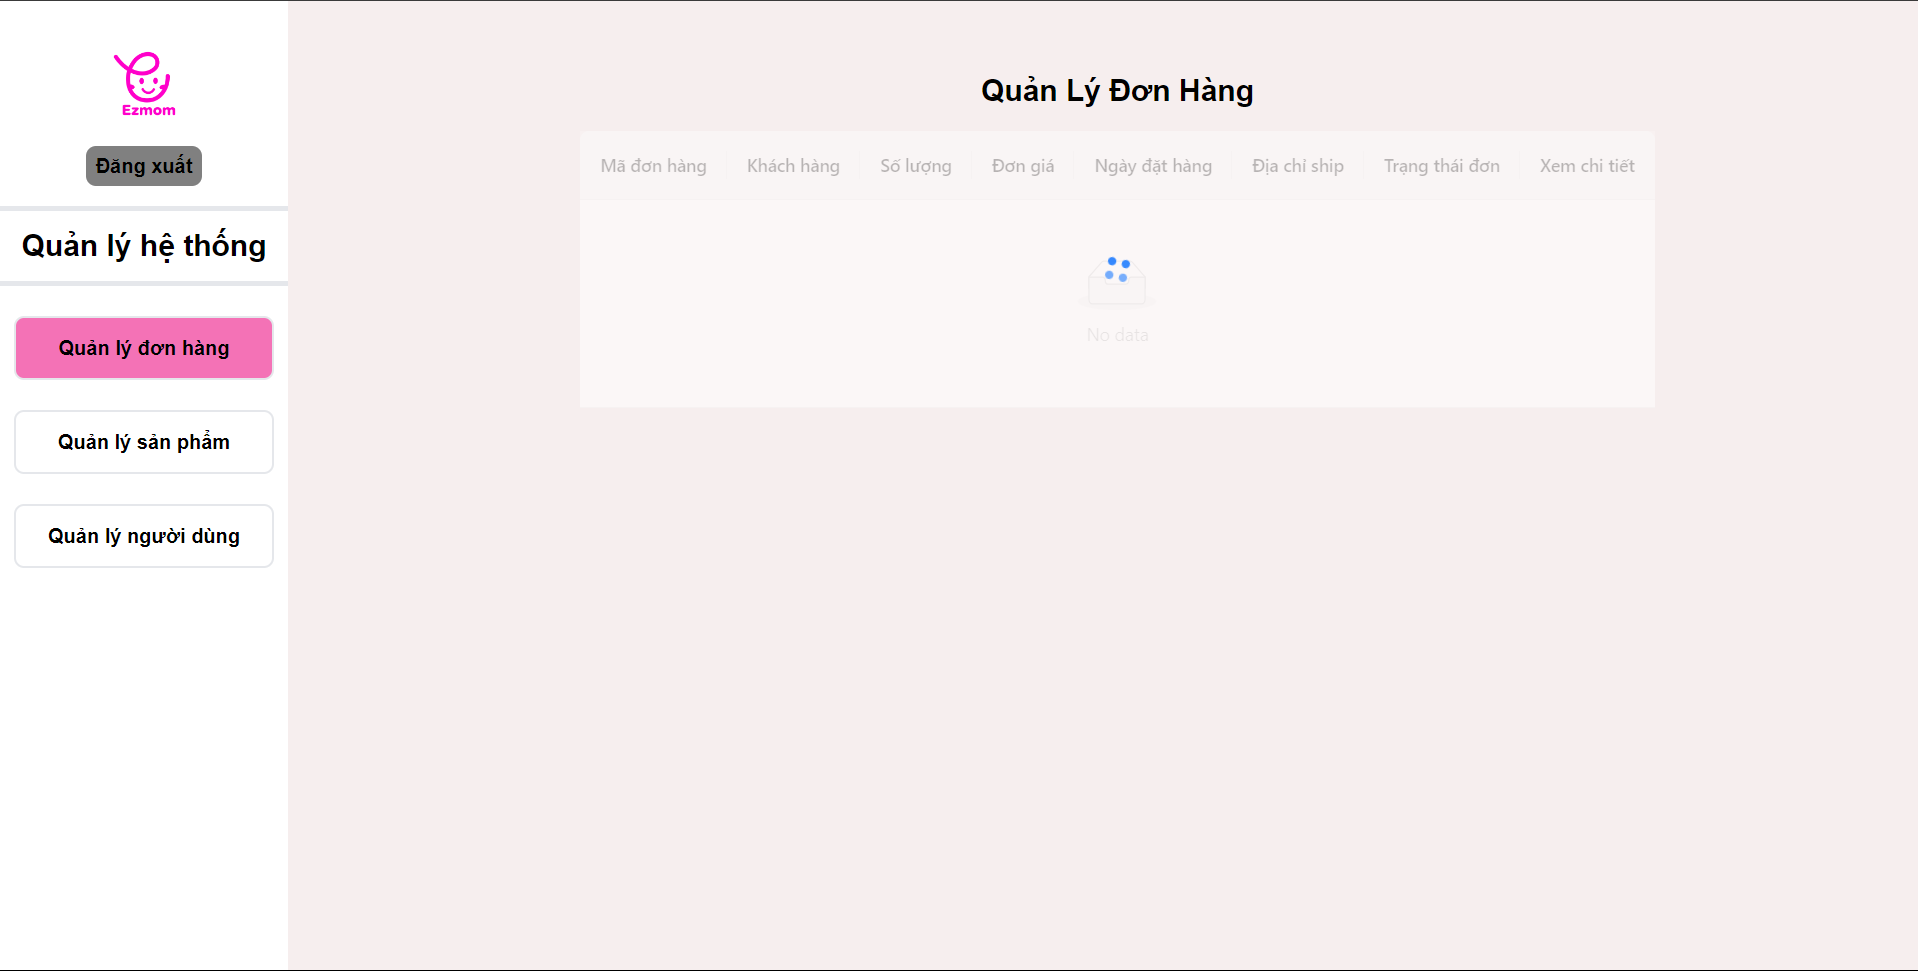 Ezmom
Đăng xuất
Quản lý hệ thống
Quản lý đơn hàng
Quản lý sản phẩm
Quản lý người dùng
Quản Lý Đơn Hàng
Mã đơn hàng Khách hàng Số lượng Đơn giá Ngày đặt hàng Địa chỉ ship Trạng thái đơn Xem chi tiết
No data